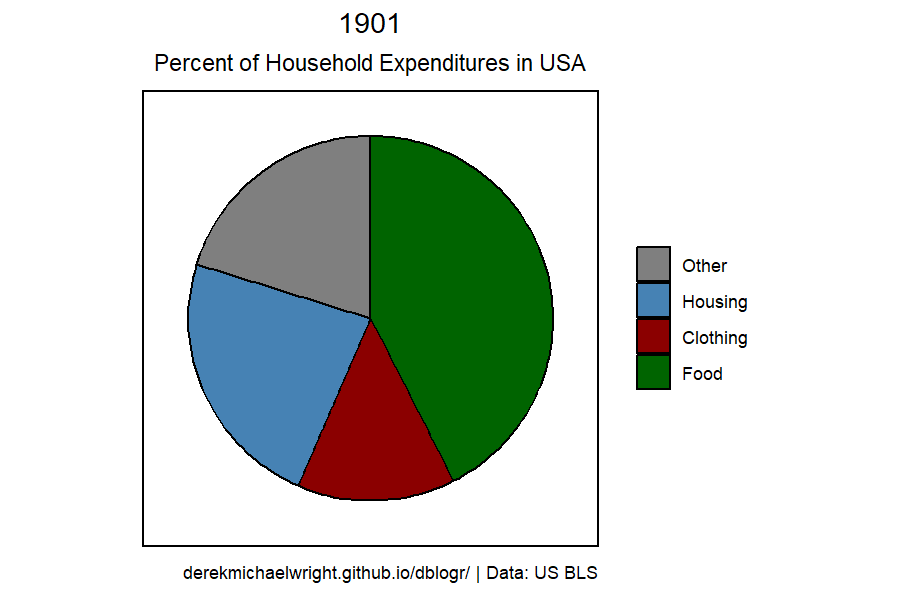 1901
Percent of Household Expenditures in USA
Other
Housing
Clothing
Food
derekmichaelwright.github.io/dblogr/ | Data: US BLS